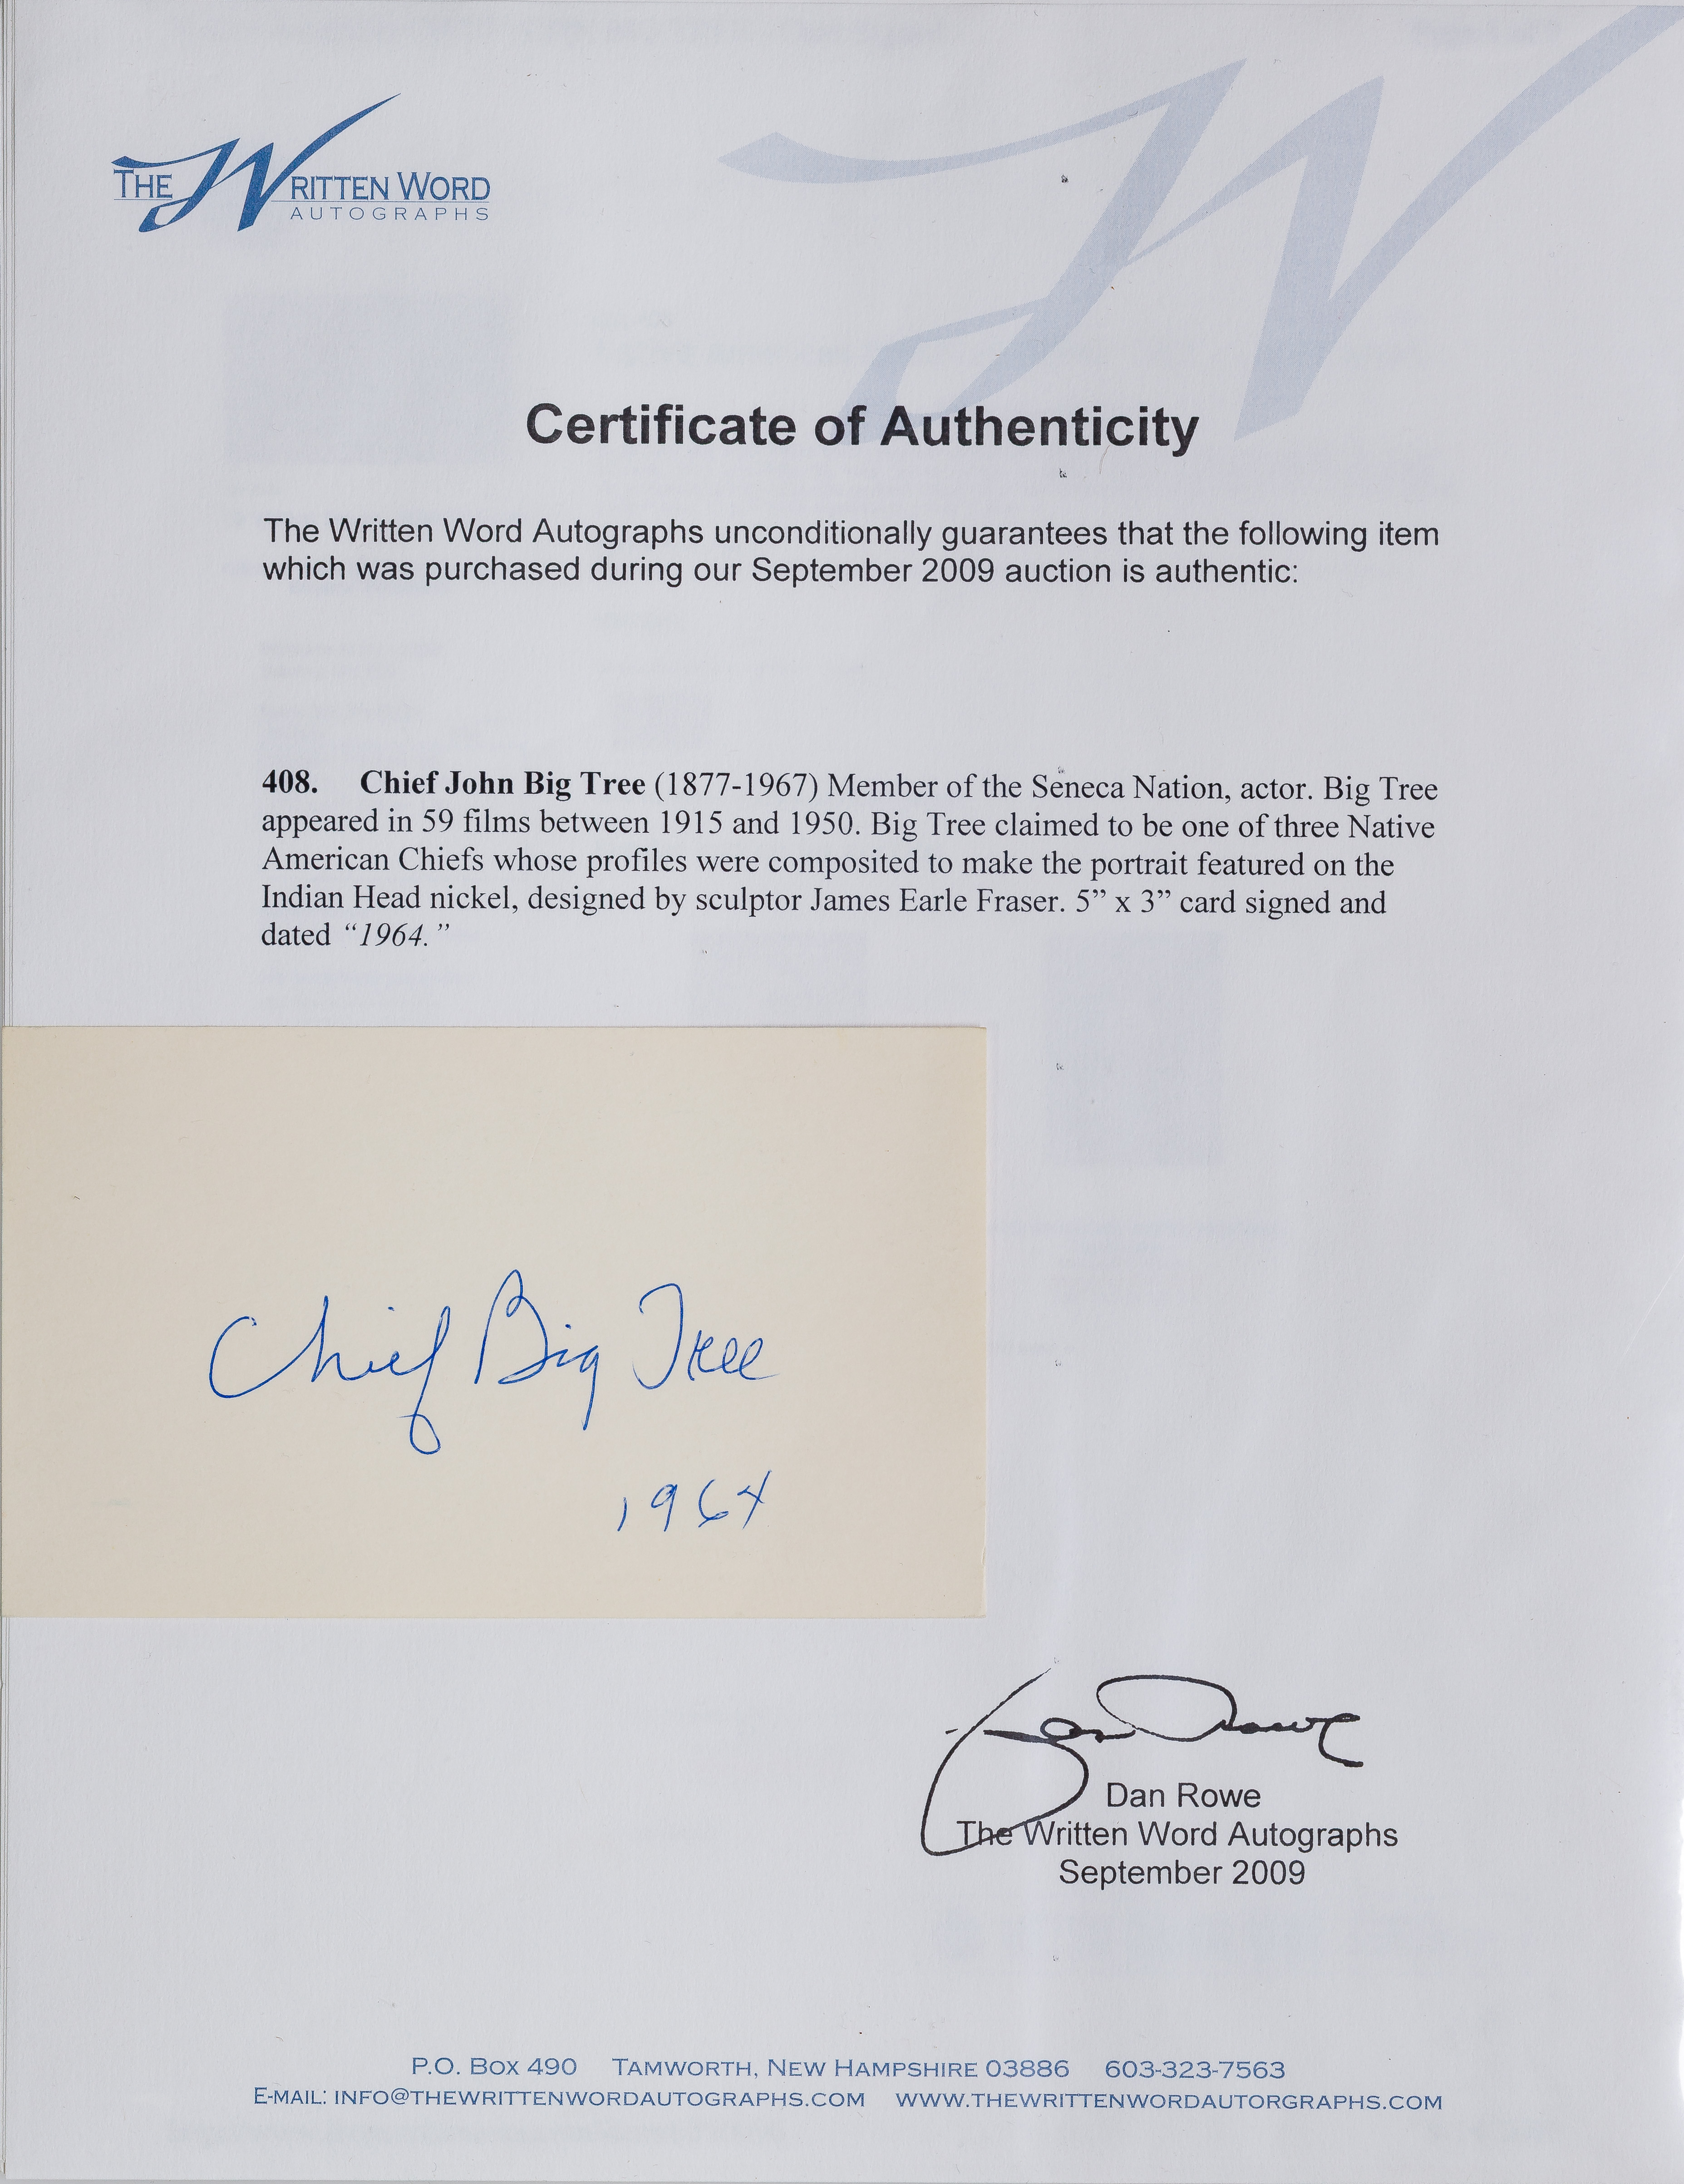 THE WRITTEN WORD
AUTOGRAPHS
Certificate of Authenticity
The Written Word Autographs unconditionally guarantees that the following item
which was purchased during our September 2009 auction is authentic:
408. Chief John Big Tree (1877-1967) Member of the Seneca Nation, actor. Big Tree
appeared in 59 films between 1915 and 1950. Big Tree claimed to be one of three Native
American Chiefs whose profiles were composited to make the portrait featured on the
Indian Head nickel, designed by sculptor James Earle Fraser. 5” x 3” card signed and
dated “1964.”
Chief Big Tree
1964
Dan Rowe
Dan Rowe
The Written Word Autographs
September 2009
P.O. BOX 490 TAMWORTH, NEW HAMPSHIRE 03886 603-323-7563
E-MAIL: INFO@THEWRITTENWORDAUTOGRAPHS.COM WWW.THEWRITTENWORDAUTORGRAPHS.COM